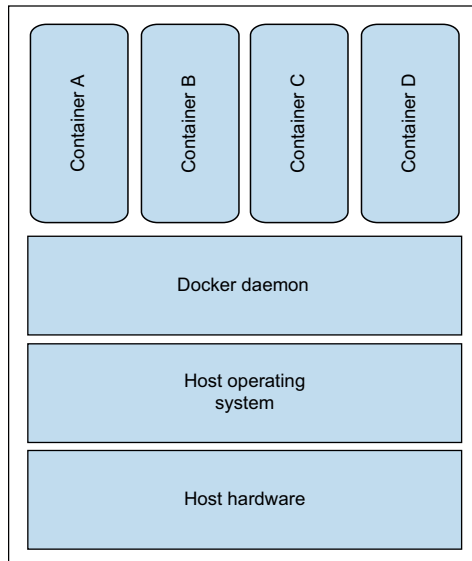 Container A
Container B
Container C
Container D
Docker daemon
Host operating
system
Host hardware